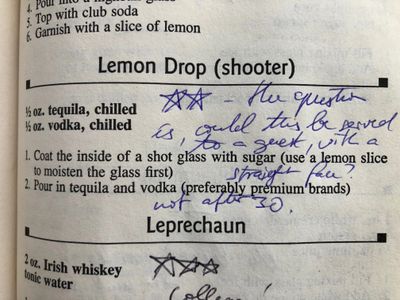 4. Pour into a highball glass
5. Top with club soda
6. Garnish with a slice of lemon
Lemon Drop (shooter)
½ oz. tequila, chilled
½ oz. vodka, chilled
- the question
is, could this be served
to a guest, with a
straight face?
not after 30.
1. Coat the inside of a shot glass with sugar (use a lemon slice
to moisten the glass first)
2. Pour in tequila and vodka (preferably premium brands)
Leprechaun
2 oz. Irish whiskey
tonic water